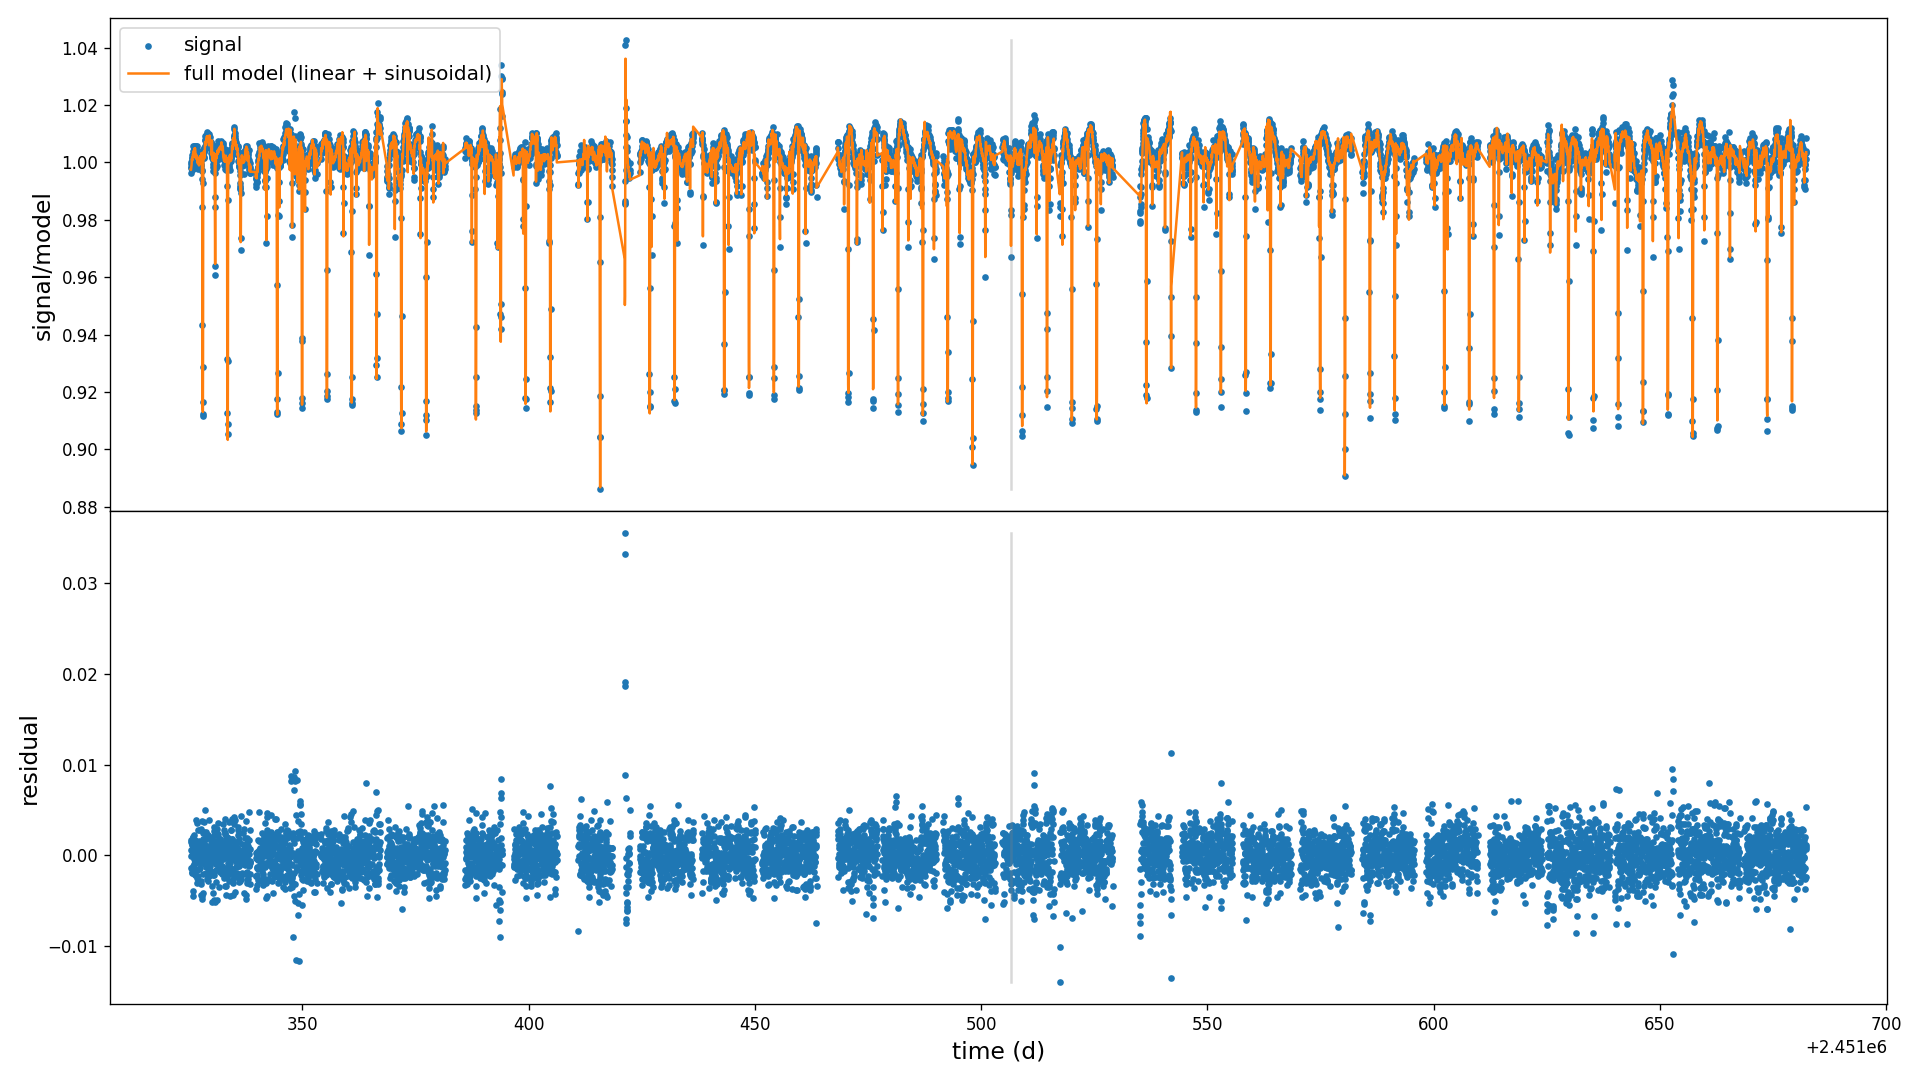 signal
full model (linear + sinusoidal)
signal/model
1.04
1.02
1.00
0.98
0.96
0.94
0.92
0.90
0.88
residual
0.03
0.02
0.01
0.00
−0.01
350 400 450 500 550 600 650 700
time (d)
+2.451e6